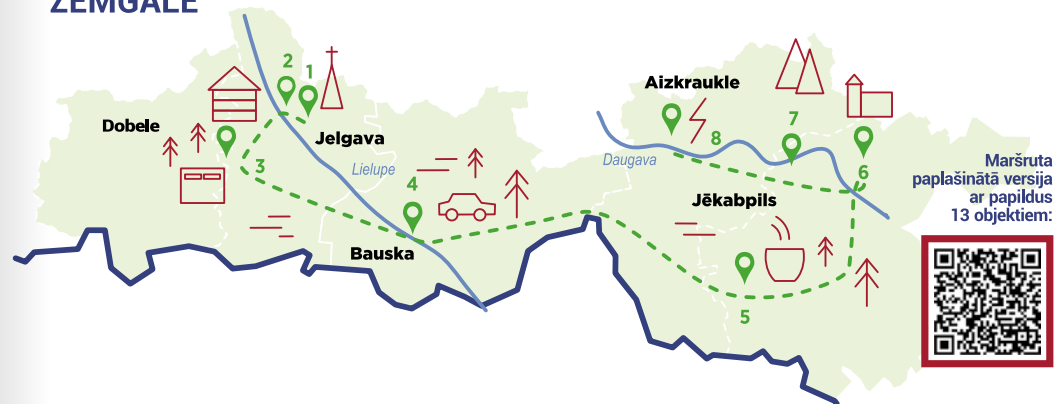 ZEMGALE
2
1
Dobele
Jelgava
3
Lielupe
4
Bauska
Aizkraukle
7
8
Daugava
6
Jēkabpils
5
Maršruta
paplašinātā versija
ar papildus
13 objektiem: